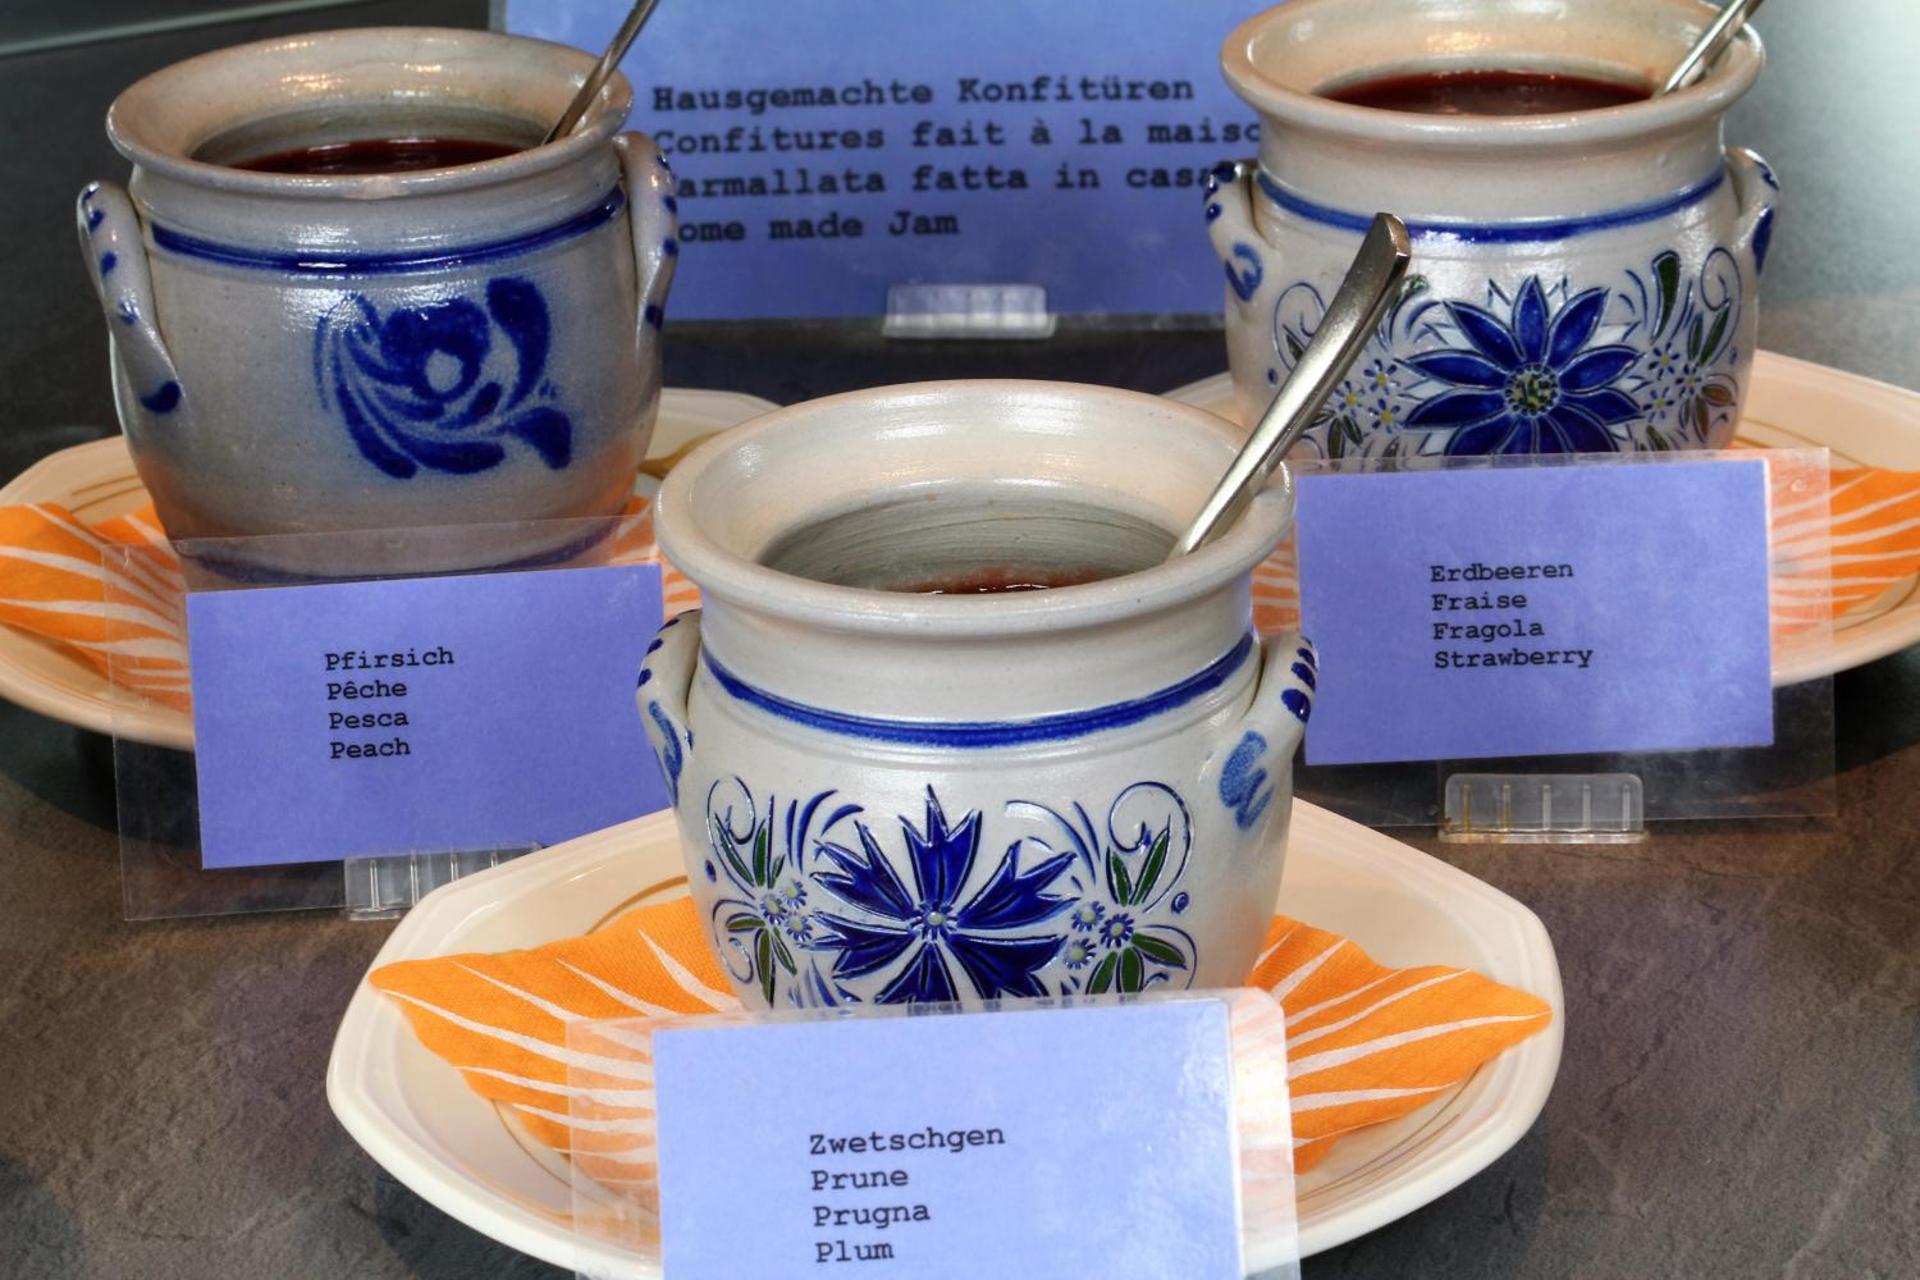 Hausgemachte Konfitüren
Confitures fait à la
fatta in casa
made Jam
Pfirsich
Pêche
Pesca
Peach
Erdbeeren
Fraise
Fragola
Strawberry
Zwetschgen
Prune
Prugna
Plum